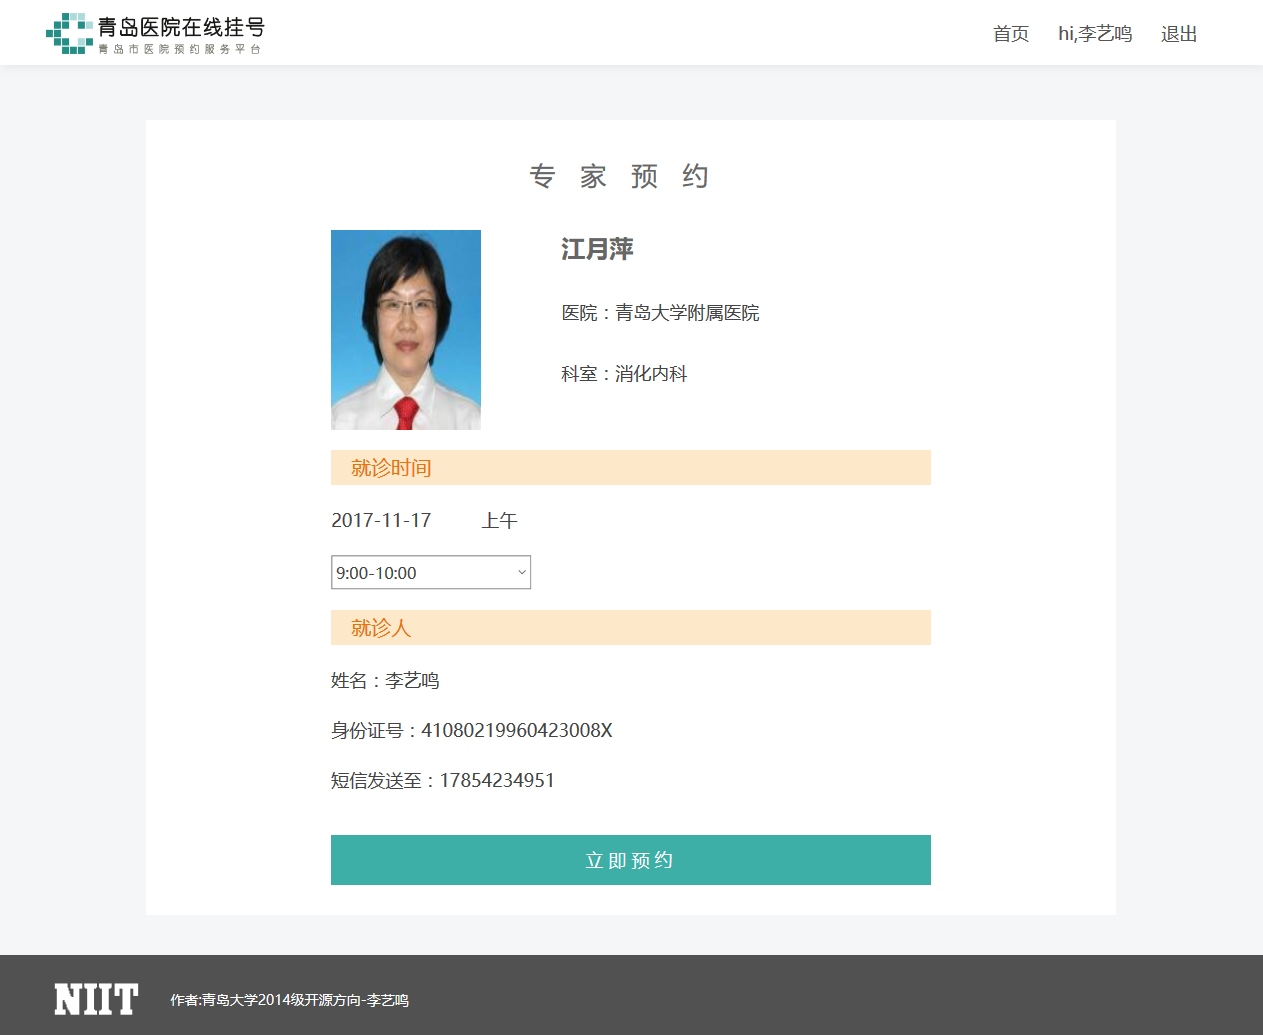 青岛医院在线挂号
青岛市医院预约服务平台
首页 hi,李艺鸣 退出
专家预约
江月萍
医院：青岛大学附属医院
科室：消化内科
就诊时间
2017-11-17 上午
9:00-10:00
就诊人
姓名：李艺鸣
身份证号：41080219960423008X
短信发送至：17854234951
立即预约
NIIT 作者:青岛大学2014级开源方向-李艺鸣